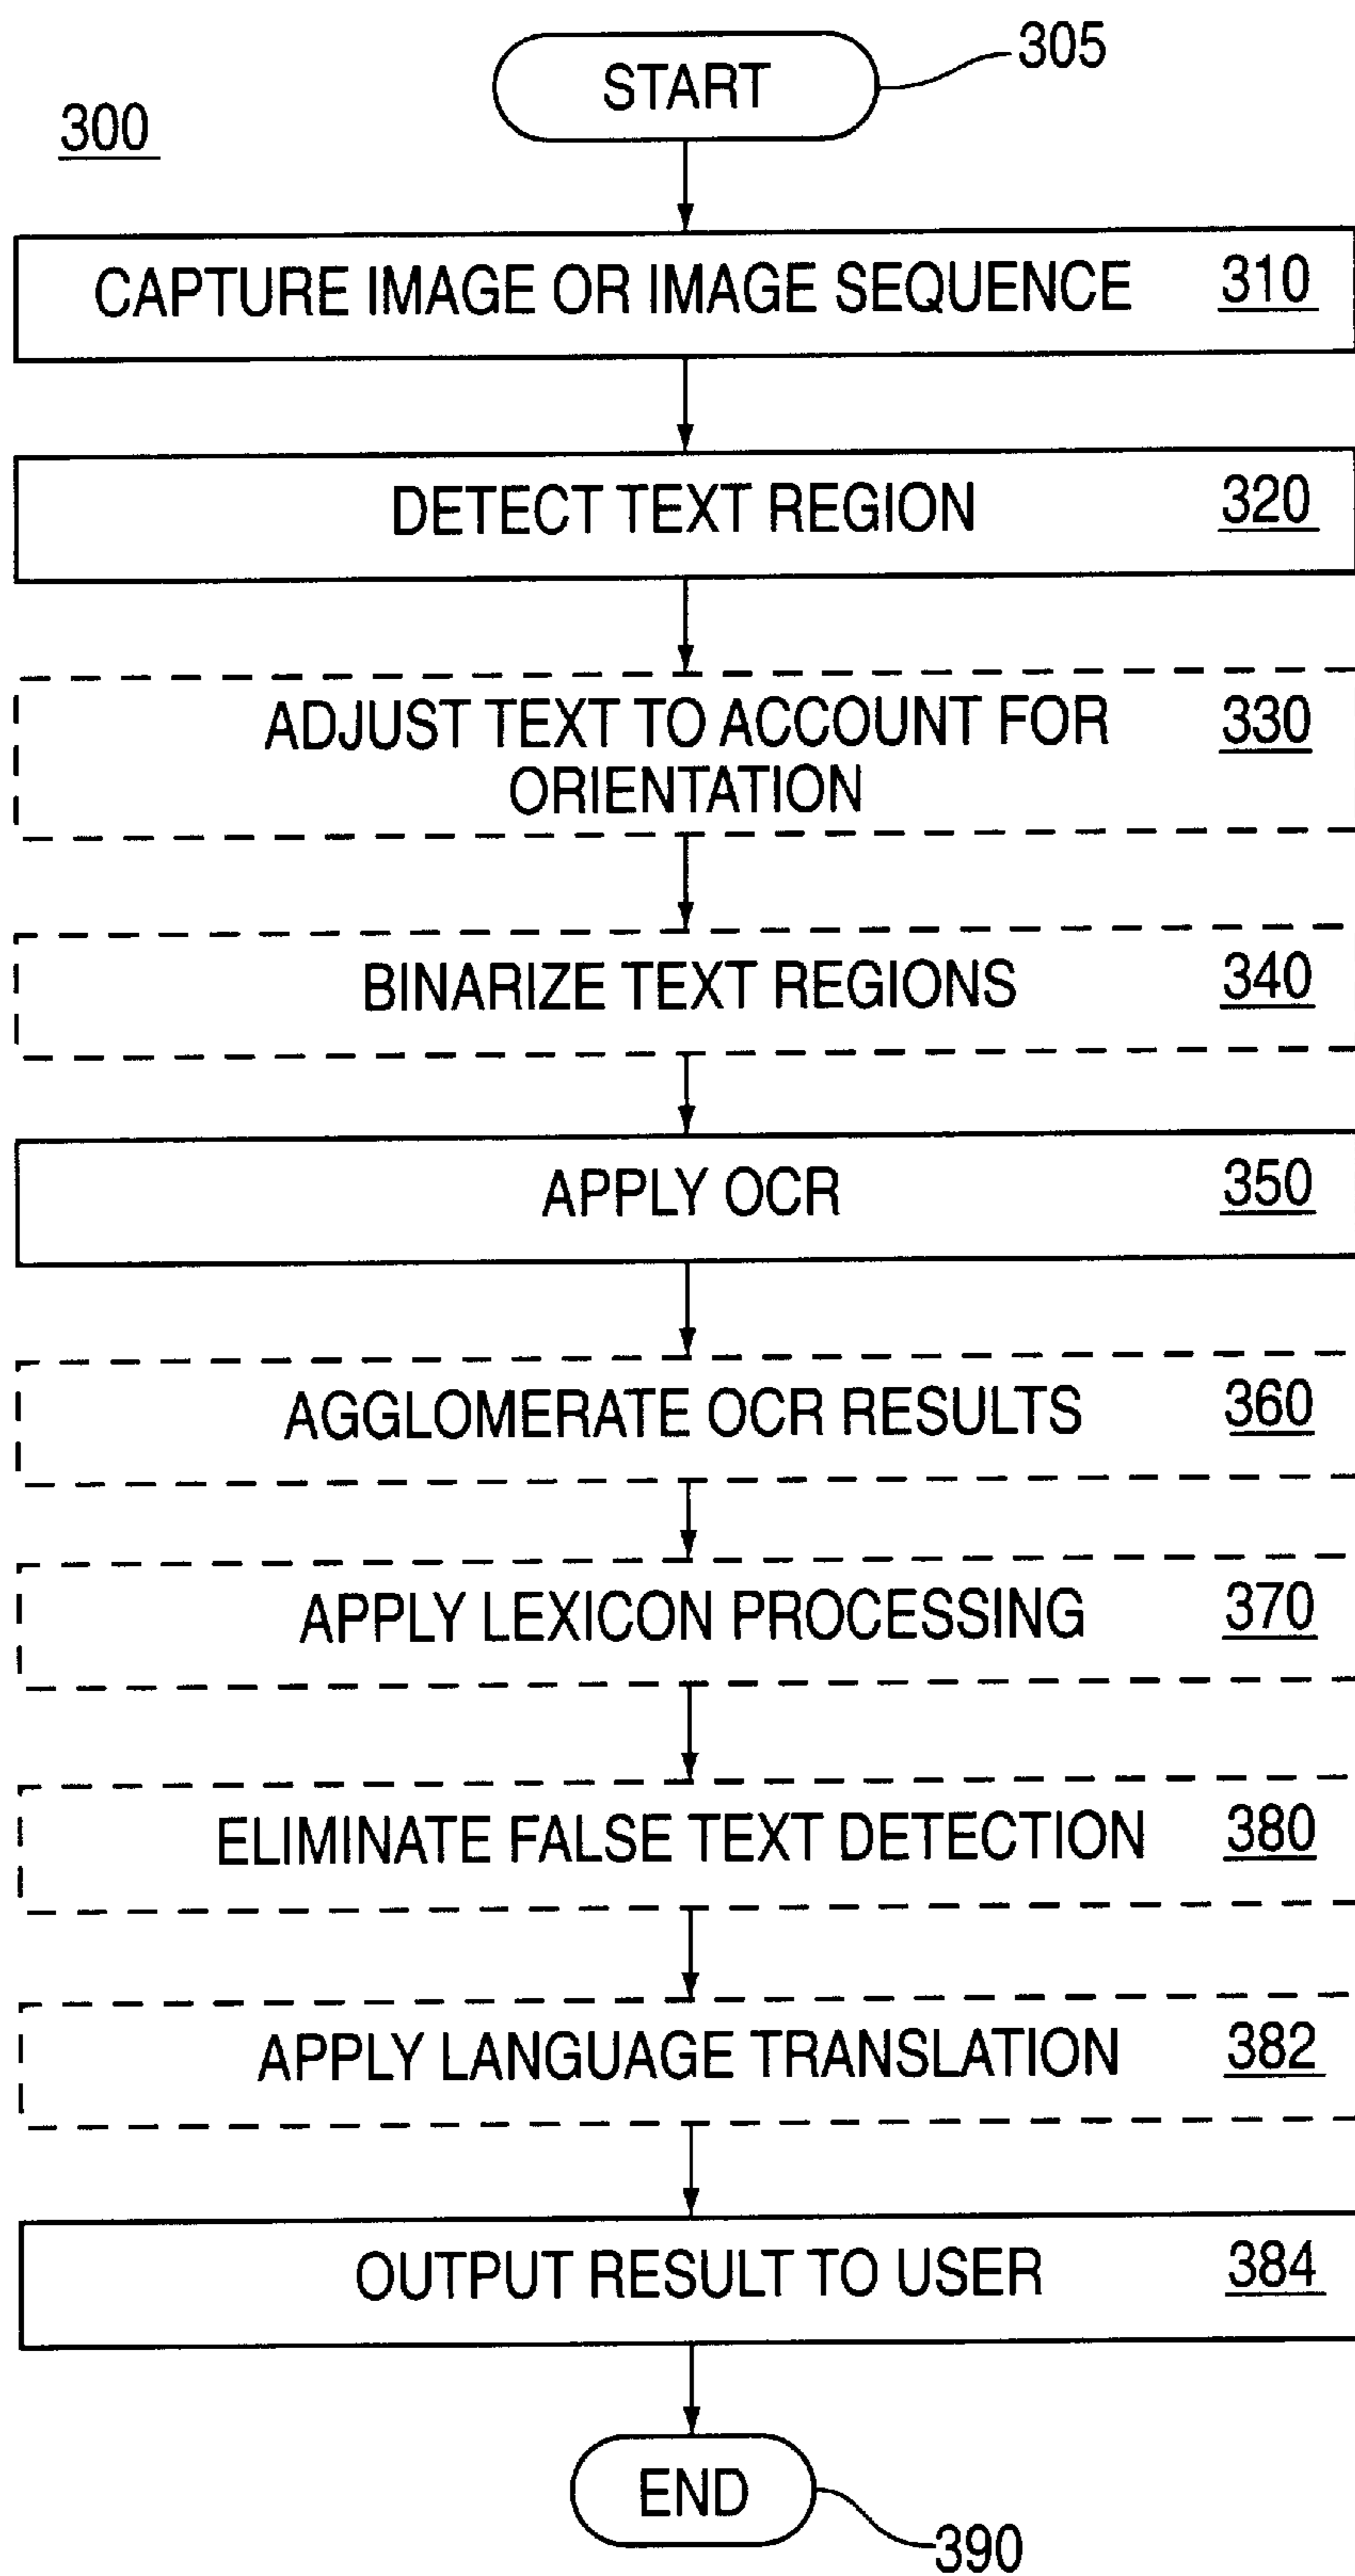 START
305
300
CAPTURE IMAGE OR IMAGE SEQUENCE 310
DETECT TEXT REGION 320
ADJUST TEXT TO ACCOUNT FOR 330
ORIENTATION
BINARIZE TEXT REGIONS 340
APPLY OCR 350
AGGLOMERATE OCR RESULTS 360
APPLY LEXICON PROCESSING 370
ELIMINATE FALSE TEXT DETECTION 380
APPLY LANGUAGE TRANSLATION 382
OUTPUT RESULT TO USER 384
END
390